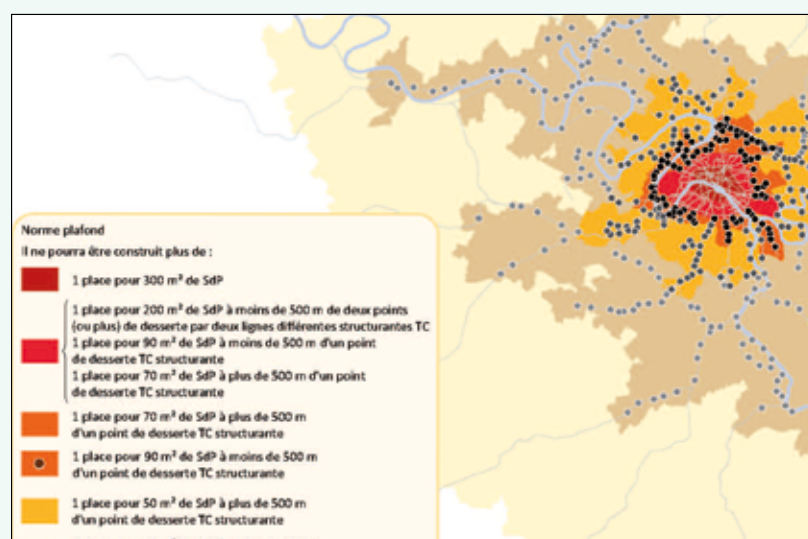 Norme plafond
Il ne pourra être construit plus de :
1 place pour 300 m² de SdP
1 place pour 200 m² de SdP à moins de 500 m de deux points
(ou plus) de desserte par deux lignes différentes structurantes TC
1 place pour 90 m² de SdP à moins de 500 m d'un point
de desserte TC structurante
1 place pour 70 m² de SdP à plus de 500 m d'un point
de desserte TC structurante
1 place pour 70 m² de SdP à plus de 500 m
d'un point de desserte TC structurante
1 place pour 90 m² de SdP à moins de 500 m
d'un point de desserte TC structurante
1 place pour 50 m² de SdP à plus de 500 m
d'un point de desserte TC structurante